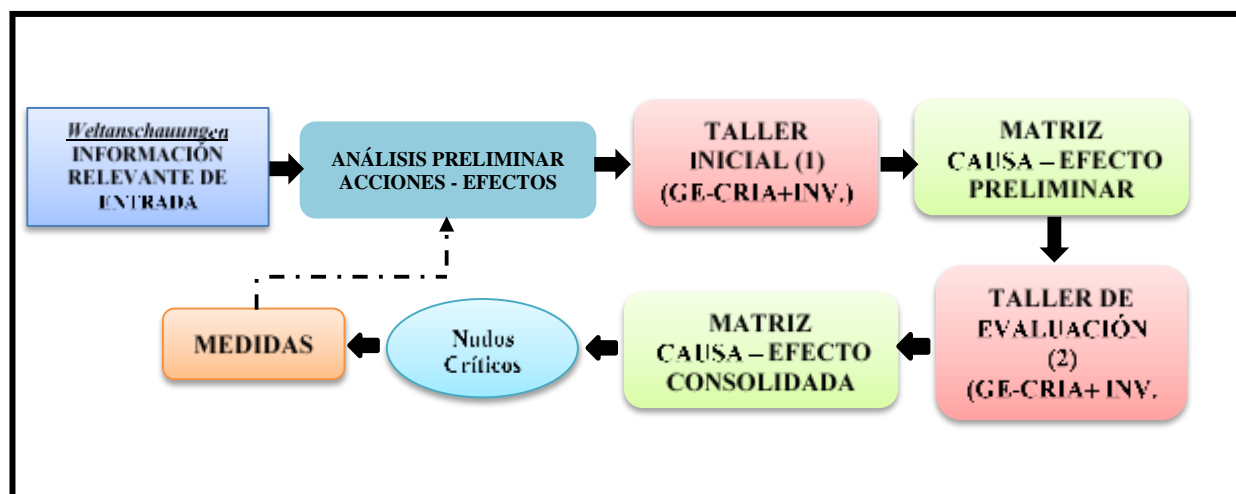 Weltanschauungen
INFORMACIÓN
RELEVANTE DE
ENTRADA
ANÁLISIS PRELIMINAR
ACCIONES - EFECTOS
TALLER
INICIAL (1)
(GE-CRIA+INV.)
MATRIZ
CAUSA – EFECTO
PRELIMINAR
TALLER DE
EVALUACIÓN
(2)
(GE-CRIA+ INV.
MATRIZ
CAUSA – EFECTO
CONSOLIDADA
Nudos
Críticos
MEDIDAS